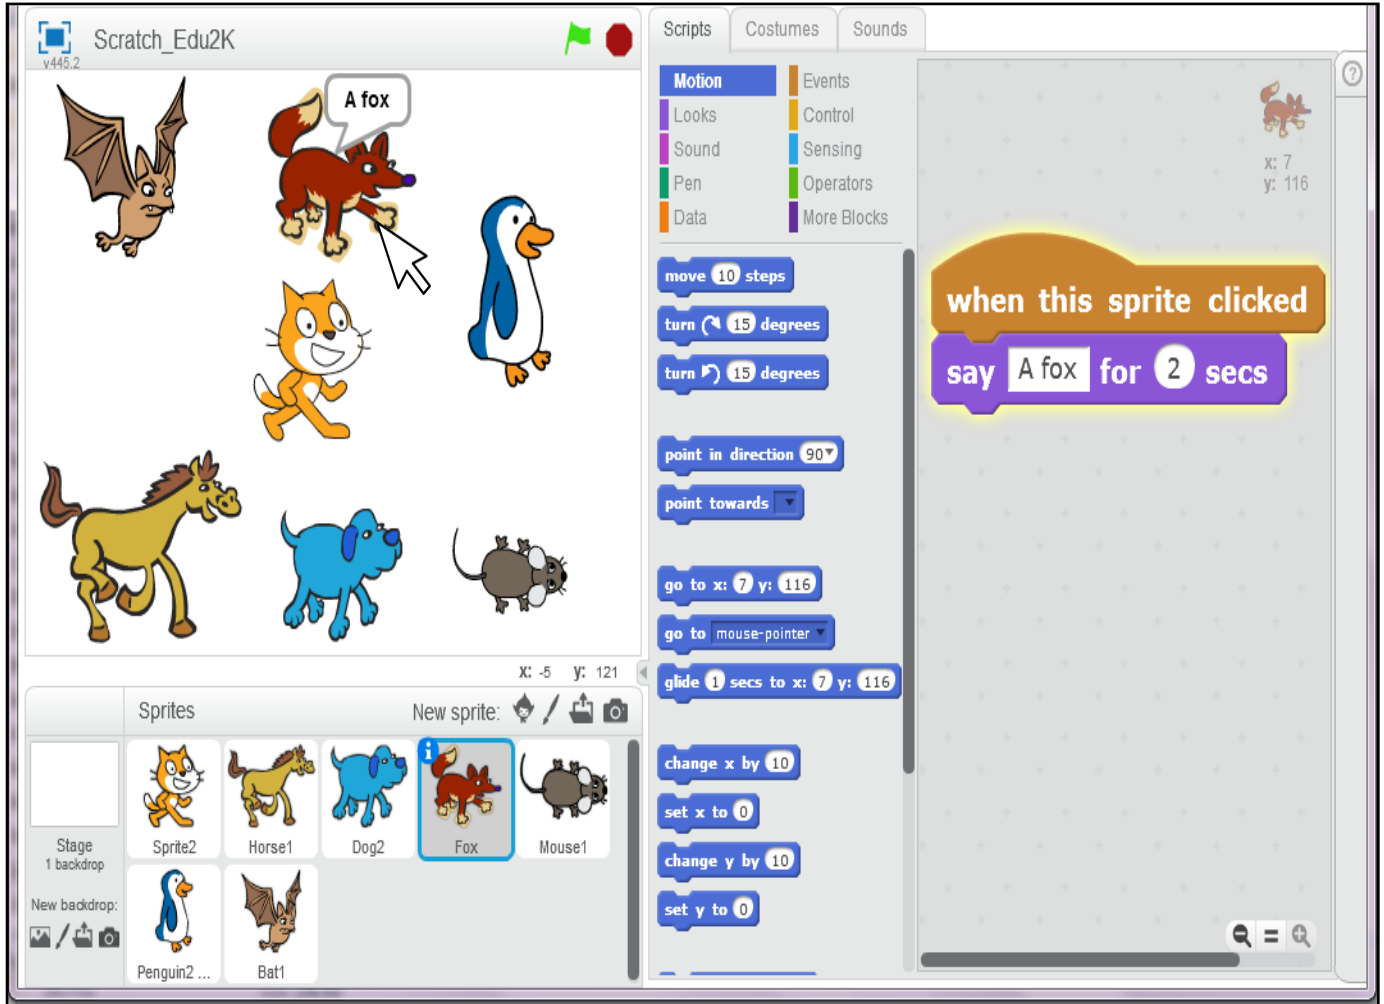 Scratch_Edu2K
v445.2
A fox
x: -5 y: 121
Sprites
New sprite:
Stage
1 backdrop
New backdrop:
Sprite2
Horse1
Dog2
Fox
Mouse1
Penguin2 ...
Bat1
Scripts
Costumes
Sounds
Motion
Looks
Sound
Pen
Data
Events
Control
Sensing
Operators
More Blocks
move 10 steps
turn 15 degrees
turn 15 degrees
point in direction 90
point towards
go to x: 7 y: 116
go to mouse-pointer
glide 1 secs to x: 7 y: 116
change x by 10
set x to 0
change y by 10
set y to 0
x: 7
y: 116
when this sprite clicked
say A fox for 2 secs